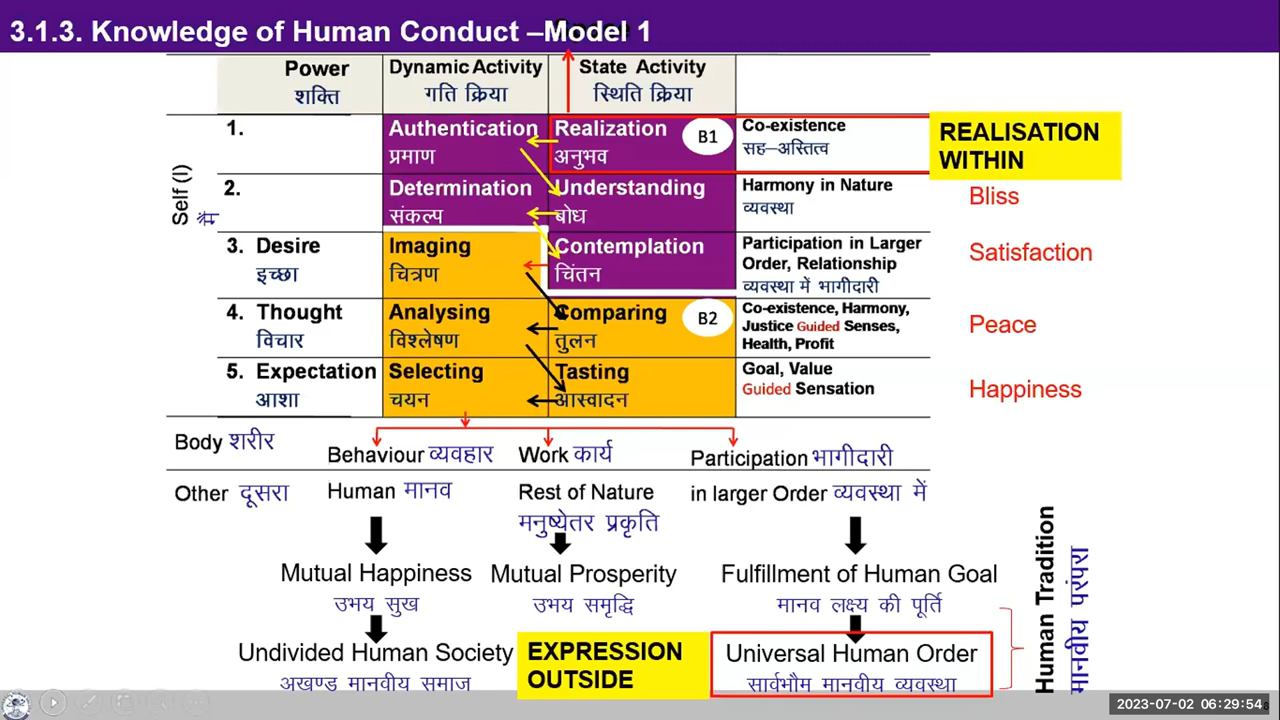 3.1.3. Knowledge of Human Conduct –Model 1
Power
शक्ति
Dynamic Activity
गति क्रिया
State Activity
स्थिति क्रिया
Self (I)
मैं
1.
Authentication
प्रमाण
Realization
अनुभव
B1
Co-existence
सह–अस्तित्व
REALISATION
WITHIN
2.
Determination
संकल्प
Understanding
बोध
Harmony in Nature
व्यवस्था
Bliss
3. Desire
इच्छा
Imaging
चित्रण
Contemplation
चिंतन
Participation in Larger
Order, Relationship
व्यवस्था में भागीदारी
Satisfaction
4. Thought
विचार
Analysing
विश्लेषण
Comparing
तुलन
B2
Co-existence, Harmony,
Justice Guided Senses,
Health, Profit
Peace
5. Expectation
आशा
Selecting
चयन
Tasting
आस्वादन
Goal, Value
Guided Sensation
Happiness
Body शरीर
Behaviour व्यवहार
Work कार्य
Participation भागीदारी
Other दूसरा
Human मानव
Rest of Nature
मनुष्येतर प्रकृति
in larger Order व्यवस्था में
Mutual Happiness
उभय सुख
Mutual Prosperity
उभय समृद्धि
Fulfillment of Human Goal
मानव लक्ष्य की पूर्ति
Undivided Human Society
अखण्ड मानवीय समाज
EXPRESSION
OUTSIDE
Universal Human Order
सार्वभौम मानवीय व्यवस्था
Human Tradition
मानवीय परंपरा
2023-07-02 06:29:54